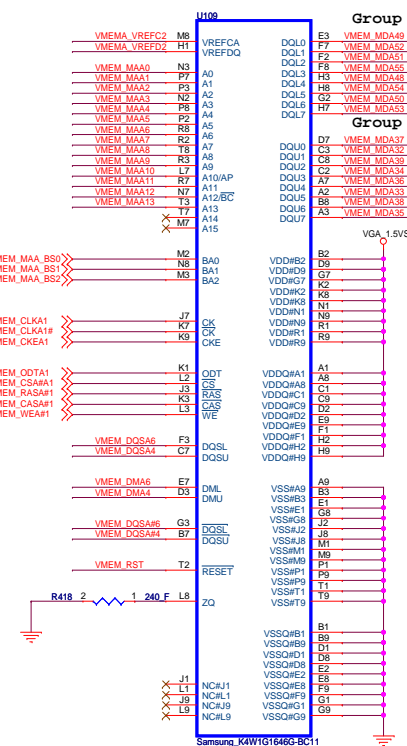 U109
Group
VMEMA_VREFC2 M8 VREFCA DQL0 E3 VMEM_MDA49
VMEMA_VREFD2 H1 VREFDQ DQL1 F7 VMEM_MDA52
DQL2 F2 VMEM_MDA51
DQL3 F8 VMEM_MDA55
VMEM_MAA0 N3 A0 DQL4 H3 VMEM_MDA48
VMEM_MAA1 P7 A1 DQL5 H8 VMEM_MDA54
VMEM_MAA2 P3 A2 DQL6 G2 VMEM_MDA50
VMEM_MAA3 N2 A3 DQL7 H7 VMEM_MDA53
VMEM_MAA4 P8 A4
VMEM_MAA5 P2 A5
Group
VMEM_MAA6 R8 A6
VMEM_MAA7 R2 A7 DQU0 D7 VMEM_MDA37
VMEM_MAA8 T8 A8 DQU1 C3 VMEM_MDA32
VMEM_MAA9 R3 A9 DQU2 C8 VMEM_MDA39
VMEM_MAA10 L7 A10/AP DQU3 C2 VMEM_MDA34
VMEM_MAA11 R7 A11 DQU4 A7 VMEM_MDA36
VMEM_MAA12 N7 A12/BC DQU5 A2 VMEM_MDA33
VMEM_MAA13 T3 A13 DQU6 B8 VMEM_MDA38
T7 A14 DQU7 A3 VMEM_MDA35
M7 A15
VGA_1.5VS
MEM_MAA_BS0 M2 BA0 VDD#B2 B2
MEM_MAA_BS1 N8 BA1 VDD#D9 D9
MEM_MAA_BS2 M3 BA2 VDD#G7 G7
VDD#K2 K2
VDD#K8 K8
VDD#N1 N1
MEM_CLKA1 J7 CK VDD#N9 N9
MEM_CLKA1# K7 CK VDD#R1 R1
MEM_CKEA1 K9 CKE VDD#R9 R9
MEM_ODTA1 K1 ODT VDDQ#A1 A1
MEM_CSA#A1 L2 CS VDDQ#A8 A8
MEM_RASA#1 J3 RAS VDDQ#C1 C1
MEM_CASA#1 K3 CAS VDDQ#C9 C9
MEM_WEA#1 L3 WE VDDQ#D2 D2
VDDQ#E9 E9
VDDQ#F1 F1
VMEM_DQSA6 F3 DQSL VDDQ#H2 H2
VMEM_DQSA4 C7 DQSU VDDQ#H9 H9
VMEM_DMA6 E7 DML VSS#A9 A9
VMEM_DMA4 D3 DMU VSS#B3 B3
VSS#E1 E1
VSS#G8 G8
VMEM_DQSA#6 G3 DQSL VSS#J2 J2
VMEM_DQSA#4 B7 DQSU VSS#J8 J8
VSS#M1 M1
VSS#M9 M9
VMEM_RST T2 RESET VSS#P1 P1
VSS#P9 P9
VSS#T1 T1
R418 2 1 240_F L8 ZQ VSS#T9 T9
VSSQ#B1 B1
VSSQ#B9 B9
VSSQ#D1 D1
VSSQ#D8 D8
VSSQ#E2 E2
J1 NC#J1 VSSQ#E8 E8
L1 NC#L1 VSSQ#F9 F9
J9 NC#J9 VSSQ#G1 G1
L9 NC#L9 VSSQ#G9 G9
Samsung_K4W1G1646G-BC11